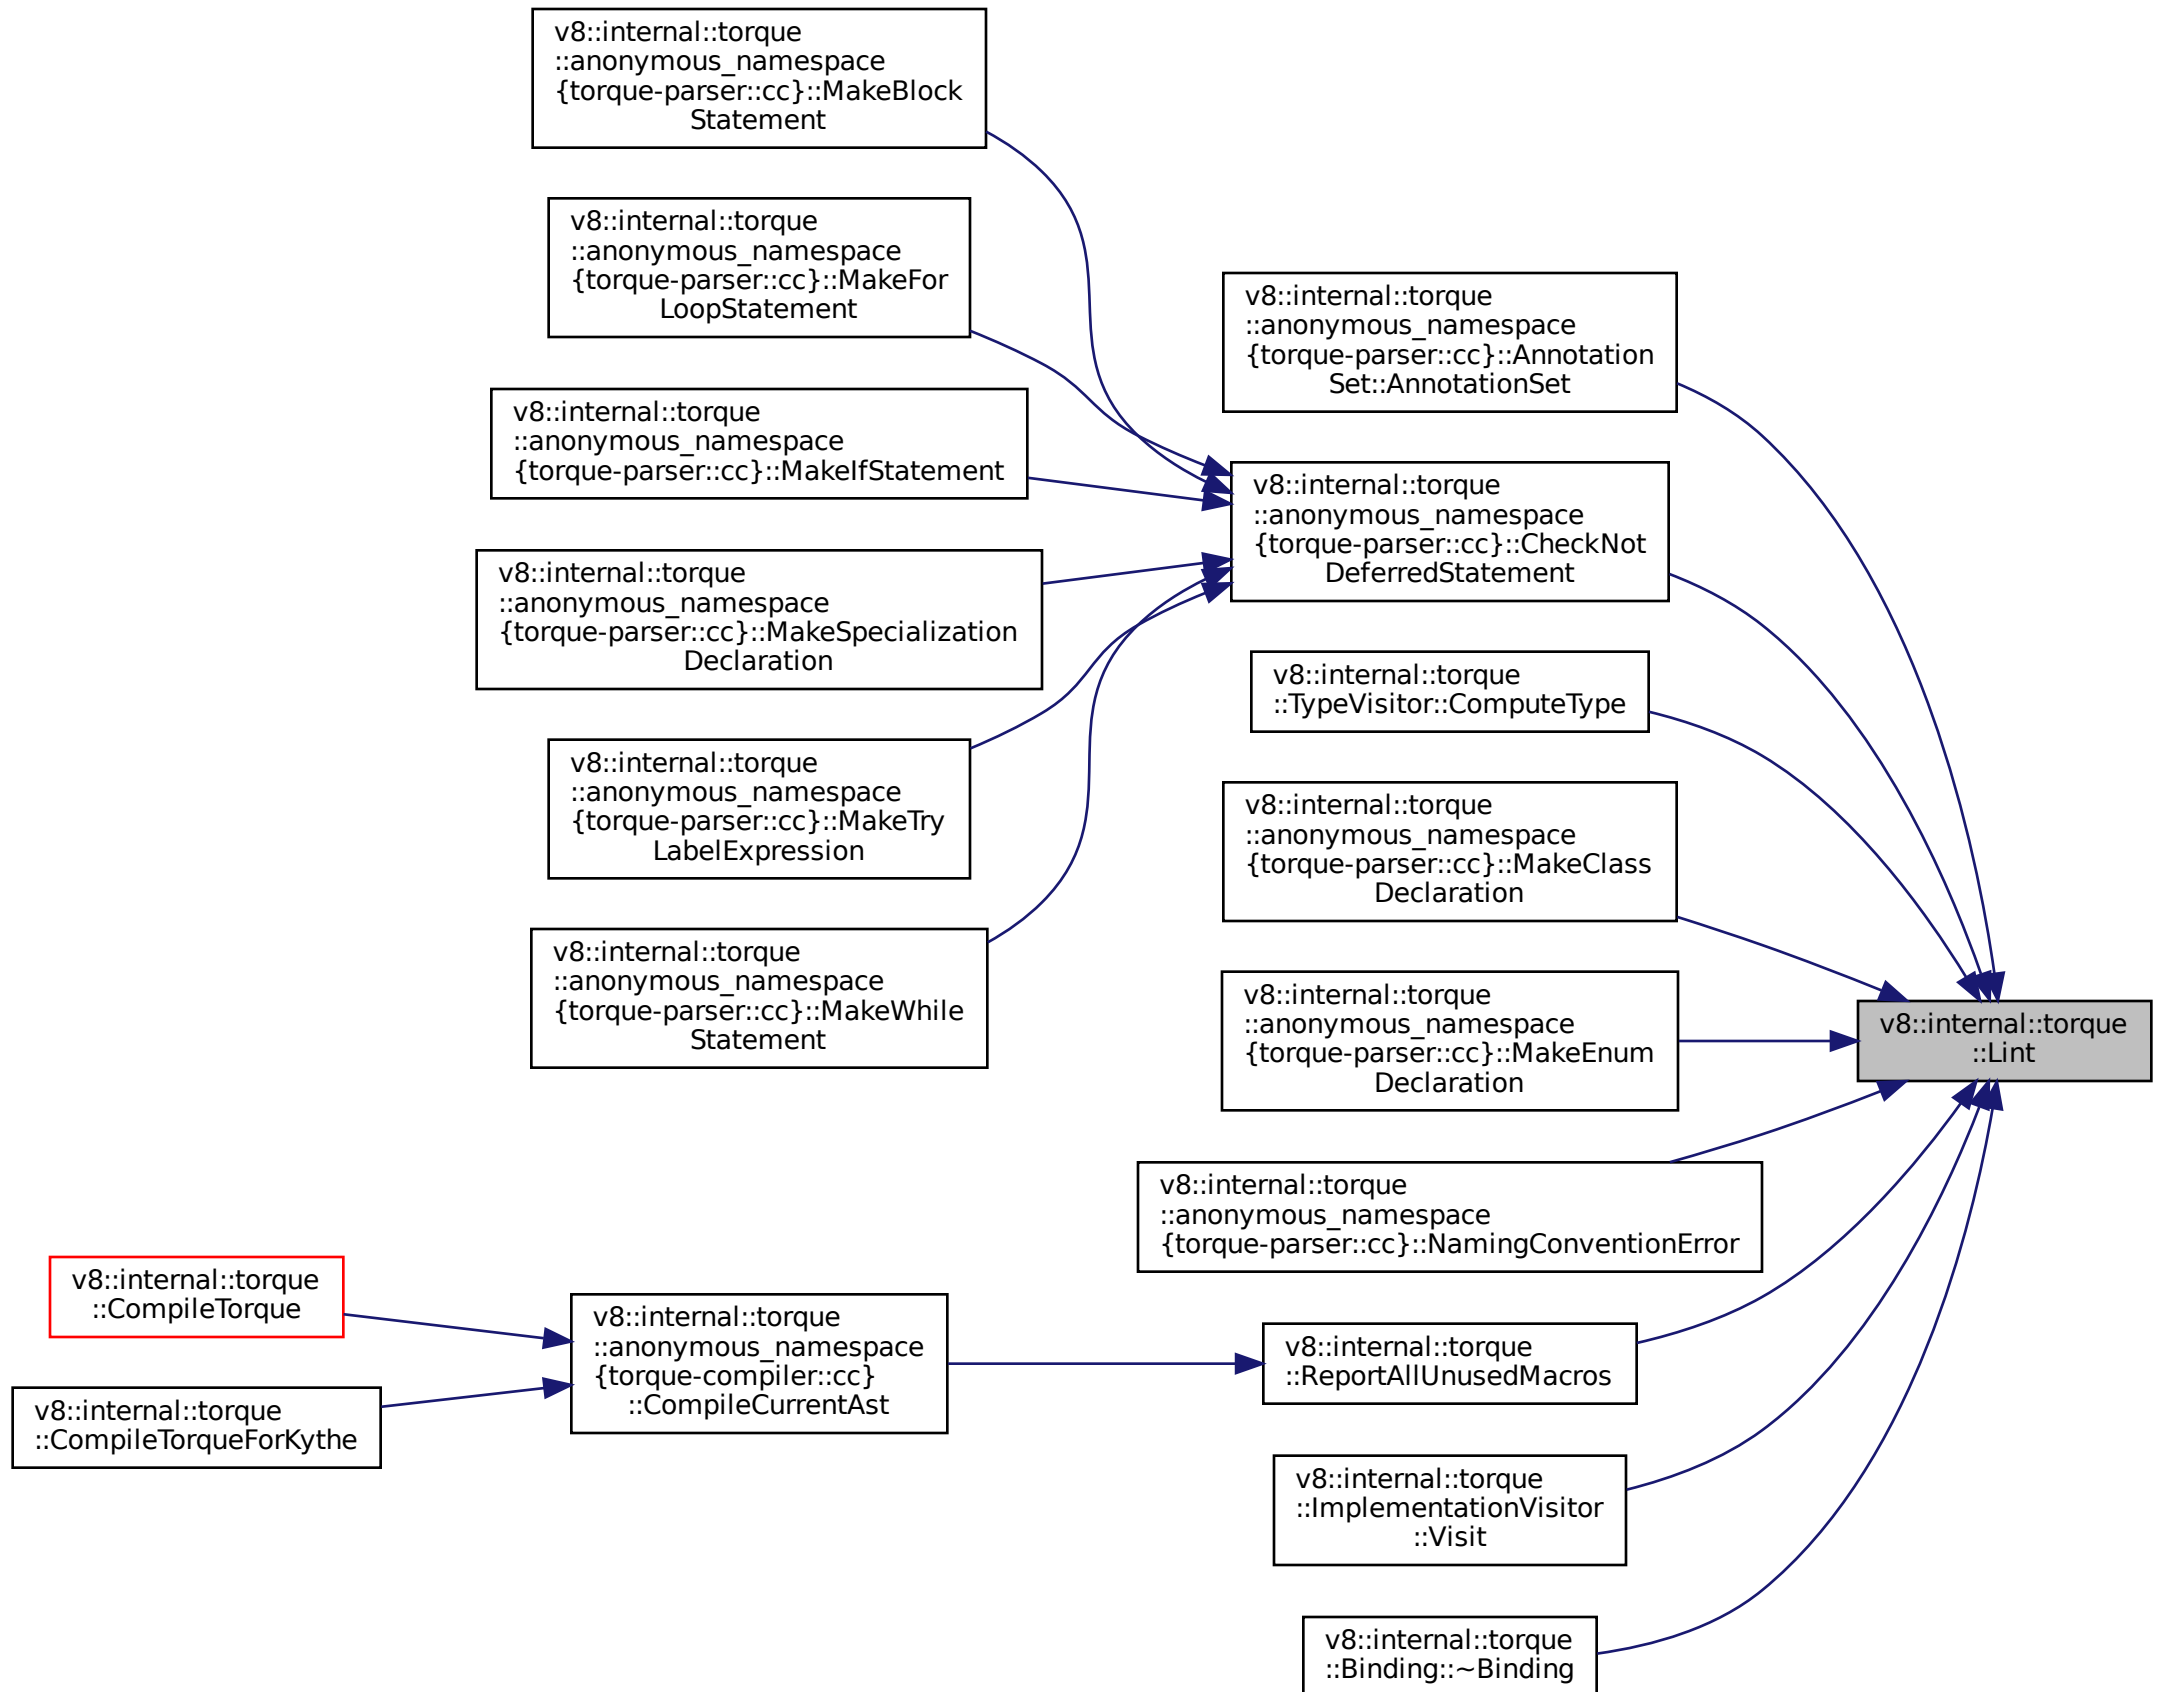 v8::internal::torque
::anonymous_namespace
{torque-parser::cc}::MakeBlock
Statement
v8::internal::torque
::anonymous_namespace
{torque-parser::cc}::MakeFor
LoopStatement
v8::internal::torque
::anonymous_namespace
{torque-parser::cc}::MakeIfStatement
v8::internal::torque
::anonymous_namespace
{torque-parser::cc}::MakeSpecialization
Declaration
v8::internal::torque
::anonymous_namespace
{torque-parser::cc}::MakeTry
LabelExpression
v8::internal::torque
::anonymous_namespace
{torque-parser::cc}::MakeWhile
Statement
v8::internal::torque
::CompileTorque
v8::internal::torque
::CompileTorqueForKythe
v8::internal::torque
::anonymous_namespace
{torque-compiler::cc}
::CompileCurrentAst
v8::internal::torque
::anonymous_namespace
{torque-parser::cc}::Annotation
Set::AnnotationSet
v8::internal::torque
::anonymous_namespace
{torque-parser::cc}::CheckNot
DeferredStatement
v8::internal::torque
::TypeVisitor::ComputeType
v8::internal::torque
::anonymous_namespace
{torque-parser::cc}::MakeClass
Declaration
v8::internal::torque
::anonymous_namespace
{torque-parser::cc}::MakeEnum
Declaration
v8::internal::torque
::anonymous_namespace
{torque-parser::cc}::NamingConventionError
v8::internal::torque
::ReportAllUnusedMacros
v8::internal::torque
::ImplementationVisitor
::Visit
v8::internal::torque
::Binding::~Binding
v8::internal::torque
::Lint